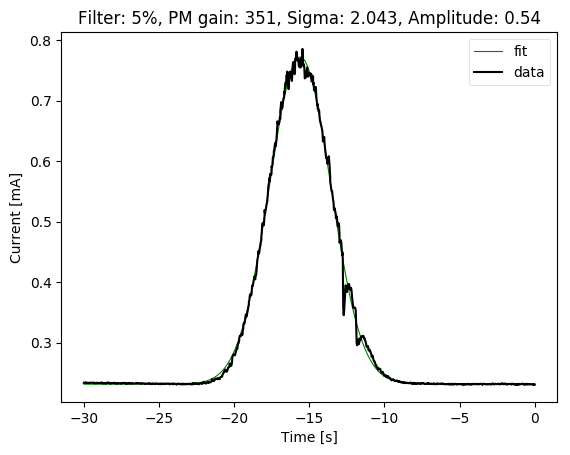 Filter: 5%, PM gain: 351, Sigma: 2.043, Amplitude: 0.54
fit
data
0.8
0.7
0.6
0.5
0.4
0.3
Current [mA]
−30
−25
−20
−15
−10
−5
0
Time [s]